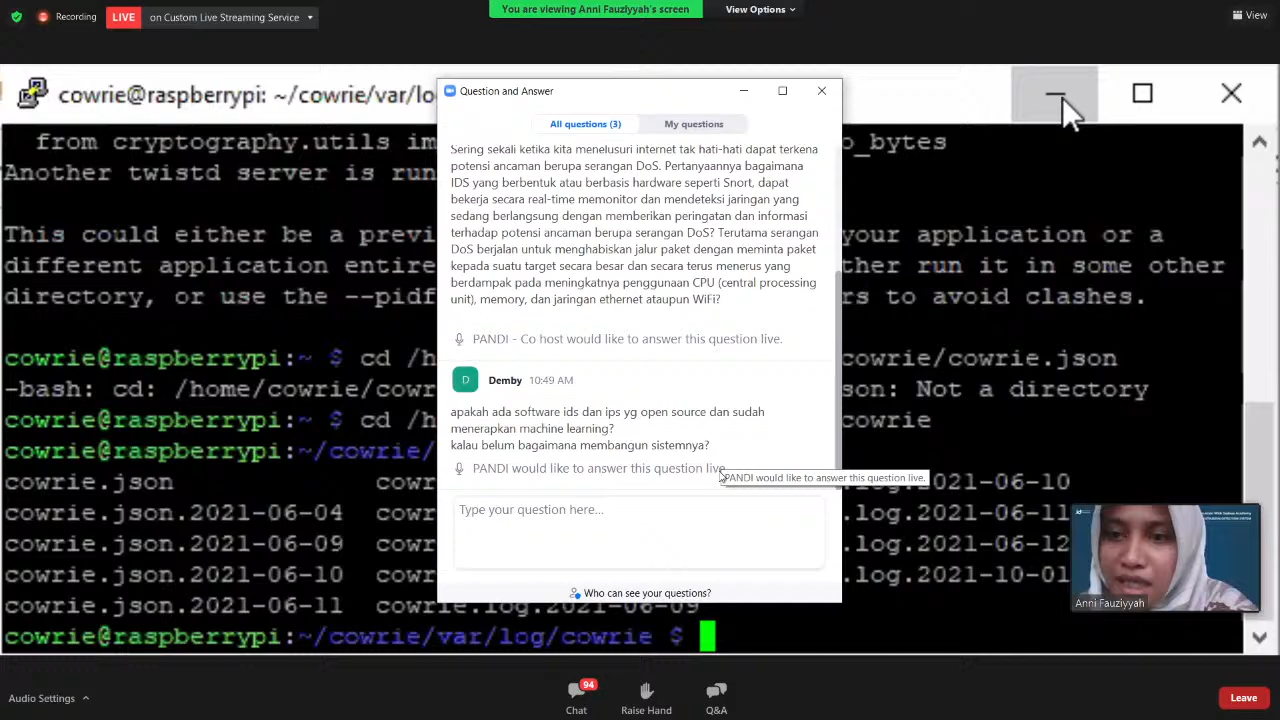 Recording
LIVE
on Custom Live Streaming Service
You are viewing Anni Fauziyyah's screen
View Options
View
cowrie@raspberrypi: ~/cowrie/var/lo
Question and Answer
All questions (3)
My questions
Sering sekali ketika kita menelusuri internet tak hati-hati dapat terkena
potensi ancaman berupa serangan DoS. Pertanyaannya bagaimana
IDS yang berbentuk atau berbasis hardware seperti Snort, dapat
bekerja secara real-time memonitor dan mendeteksi jaringan yang
sedang berlangsung dengan memberikan peringatan dan informasi
terhadap potensi ancaman berupa serangan DoS? Terutama serangan
DoS berjalan untuk menghabiskan jalur paket dengan meminta paket
kepada suatu target secara besar dan secara terus menerus yang
berdampak pada meningkatnya penggunaan CPU (central processing
unit), memory, dan jaringan ethernet ataupun WiFi?
PANDI - Co host would like to answer this question live.
D
Demby 10:49 AM
apakah ada software ids dan ips yg open source dan sudah
menerapkan machine learning?
kalau belum bagaimana membangun sistemnya?
PANDI would like to answer this question live.
PANDI would like to answer this question live.
Type your question here...
Who can see your questions?
from cryptography.utils im o_bytes
Another twistd server is run
This could either be a previ your application or a
different application entire ther run it in some other
directory, or use the --pidf rs to avoid clashes.
cowrie@raspberrypi:~ $ cd /h cowrie/cowrie.json
-bash: cd: /home/cowrie/cowr son: Not a directory
cowrie@raspberrypi:~ $ cd /h cowrie
cowrie@raspberrypi:~/cowrie/
cowrie.json cowr .log.2021-06-10
cowrie.json.2021-06-04 cowr .log.2021-06-11
cowrie.json.2021-06-09 cowr .log.2021-06-12
cowrie.json.2021-06-10 cowr .log.2021-10-01
cowrie.json.2021-06-11 cowrie.log.2021-06-09
cowrie@raspberrypi:~/cowrie/var/log/cowrie $
Anni Fauziyyah
Audio Settings
94
Chat
Raise Hand
Q&A
Leave